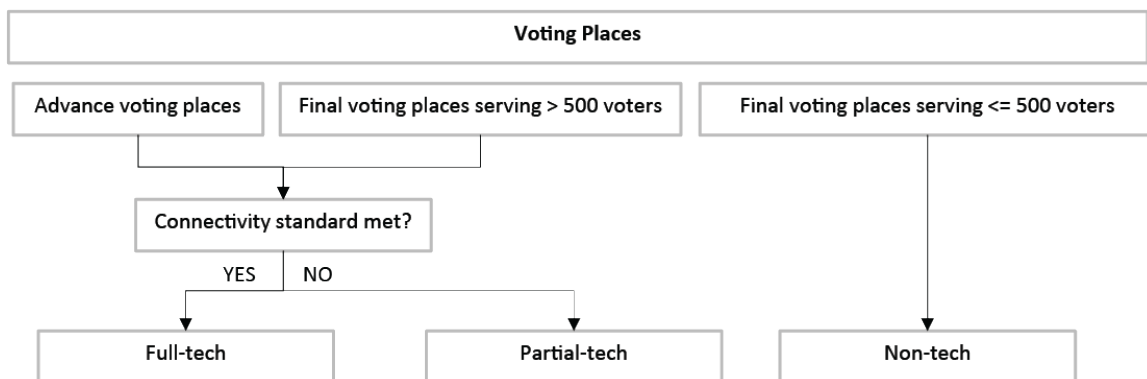 Voting Places
Advance voting places
Final voting places serving > 500 voters
Final voting places serving <= 500 voters
Connectivity standard met?
YES
NO
Full-tech
Partial-tech
Non-tech